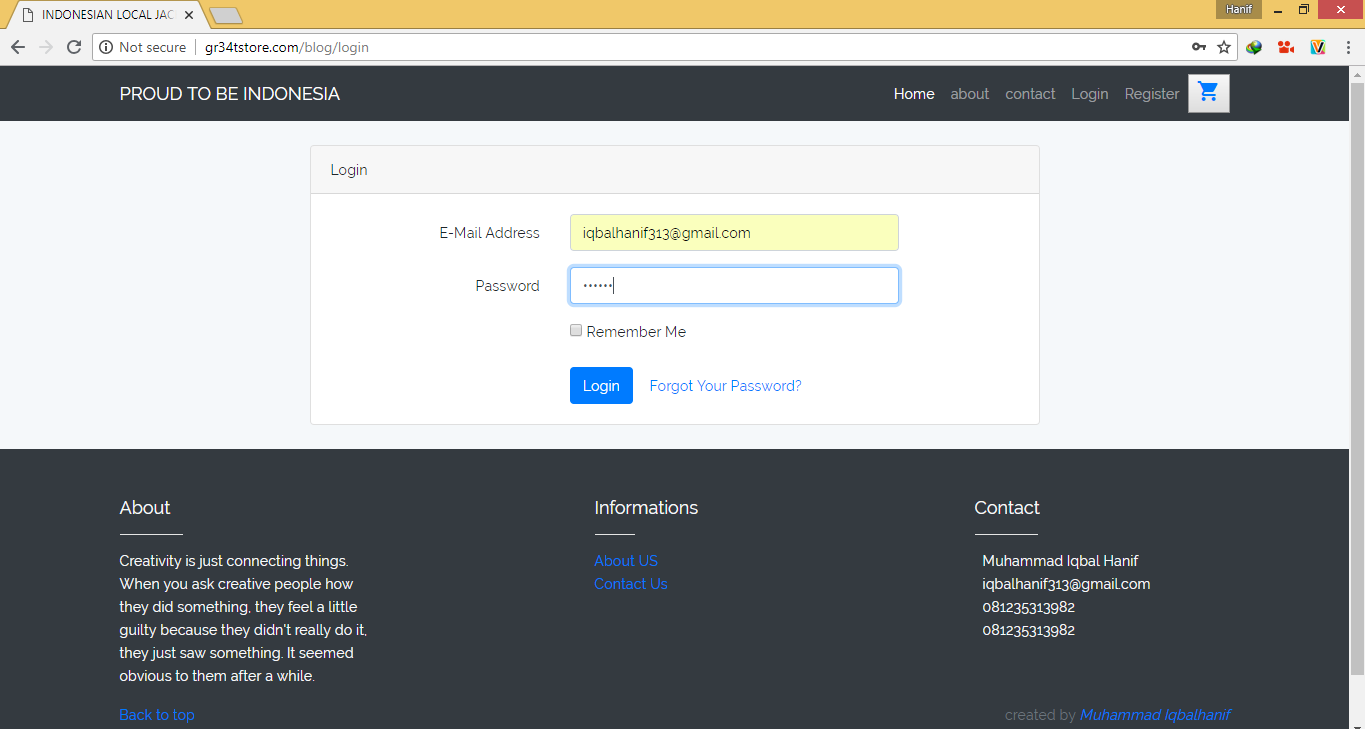 INDONESIAN LOCAL JAC
Hanif
Not secure
gr34tstore.com/blog/login
PROUD TO BE INDONESIA
Home
about
contact
Login
Register
Login
E-Mail Address
iqbalhanif313@gmail.com
Password
••••••
Remember Me
Login
Forgot Your Password?
About
Creativity is just connecting things.
When you ask creative people how
they did something, they feel a little
guilty because they didn't really do it,
they just saw something. It seemed
obvious to them after a while.
Back to top
Informations
About US
Contact Us
Contact
Muhammad Iqbal Hanif
iqbalhanif313@gmail.com
081235313982
081235313982
created by Muhammad Iqbalhanif